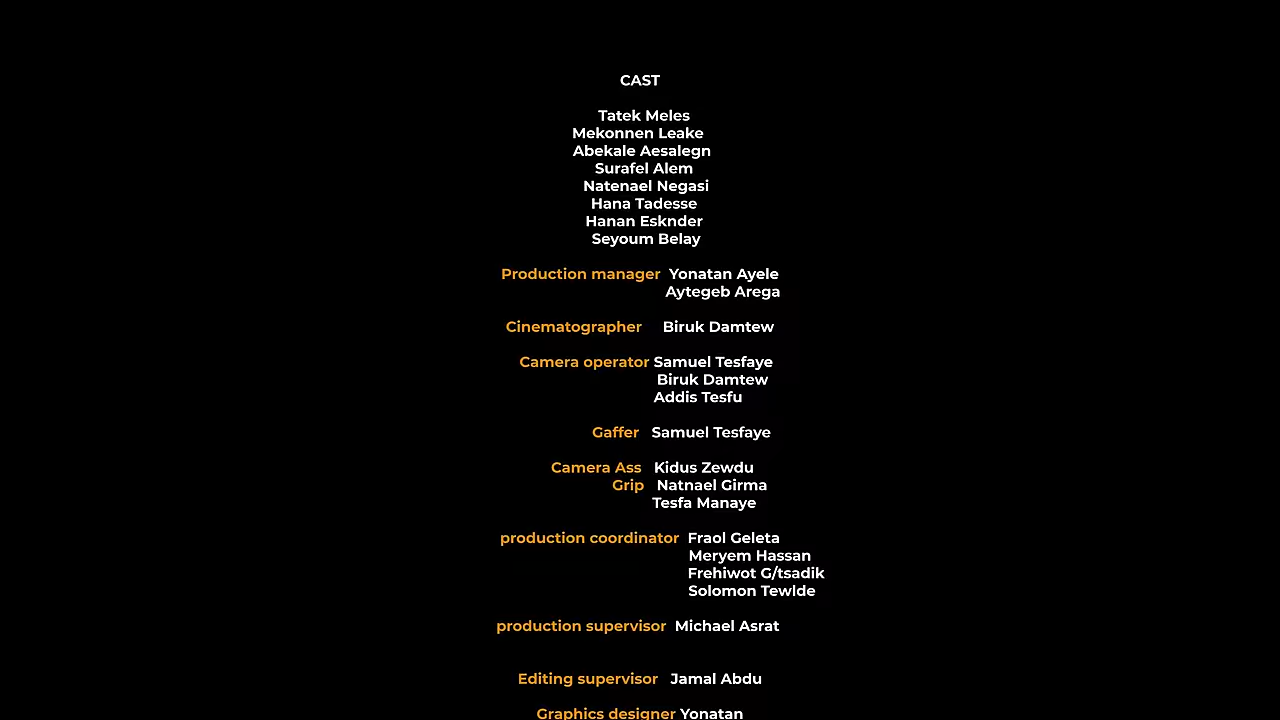 CAST
Tatek Meles
Mekonnen Leake
Abekale Aesalegn
Surafel Alem
Natenael Negasi
Hana Tadesse
Hanan Esknder
Seyoum Belay
Production manager Yonatan Ayele
Aytegeb Arega
Cinematographer Biruk Damtew
Camera operator Samuel Tesfaye
Biruk Damtew
Addis Tesfu
Gaffer Samuel Tesfaye
Camera Ass Kidus Zewdu
Grip Natnael Girma
Tesfa Manaye
production coordinator Fraol Geleta
Meryem Hassan
Frehiwot G/tsadik
Solomon Tewlde
production supervisor Michael Asrat
Editing supervisor Jamal Abdu
Graphics designer Yonatan